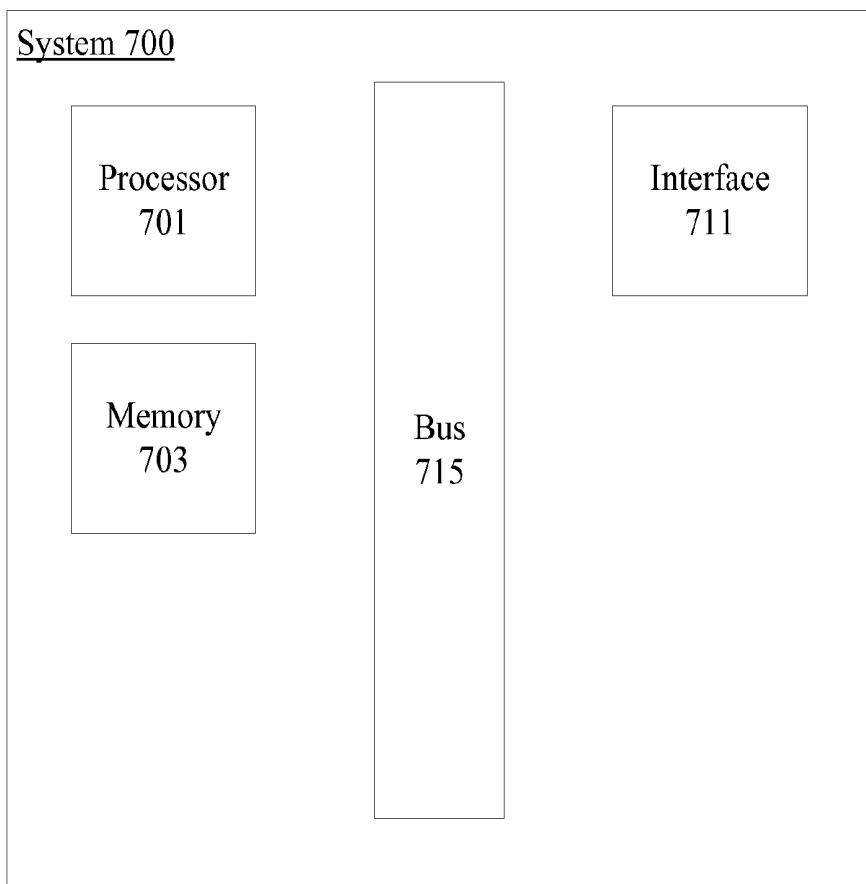 System 700
Processor
701
Interface
711
Memory
703
Bus
715